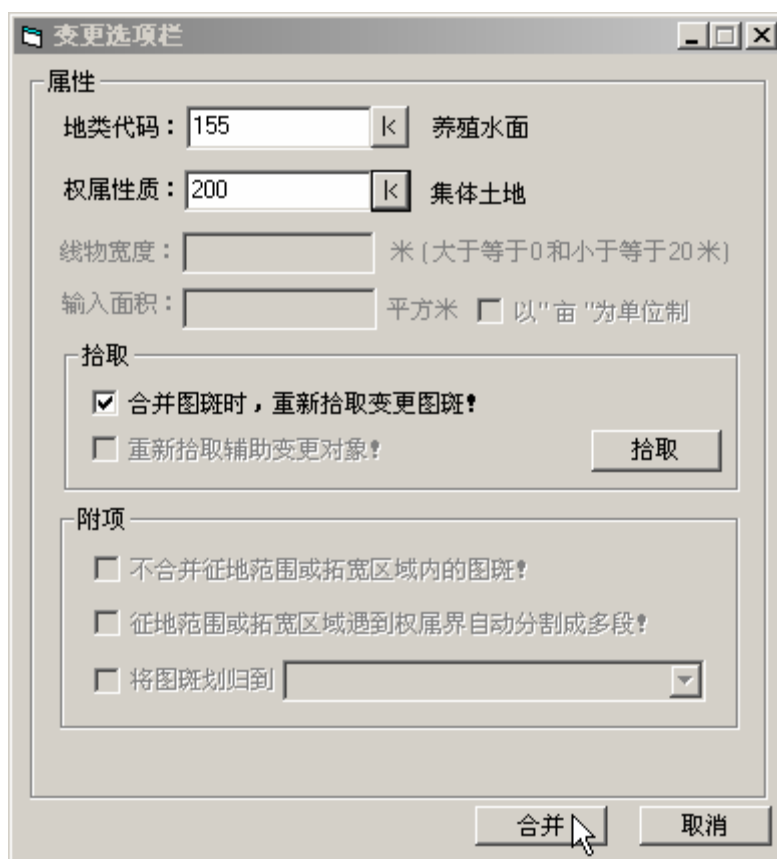 变更选项栏
属性
地类代码： 155 |< 养殖水面
权属性质： 200 |< 集体土地
线物宽度： 米(大于等于0和小于等于20米)
输入面积： 平方米 以"亩"为单位制
拾取
合并图斑时，重新拾取变更图斑!
重新拾取辅助变更对象! 拾取
附项
不合并征地范围或拓宽区域内的图斑!
征地范围或拓宽区域遇到权属界自动分割成多段!
将图斑划归到
合并 取消